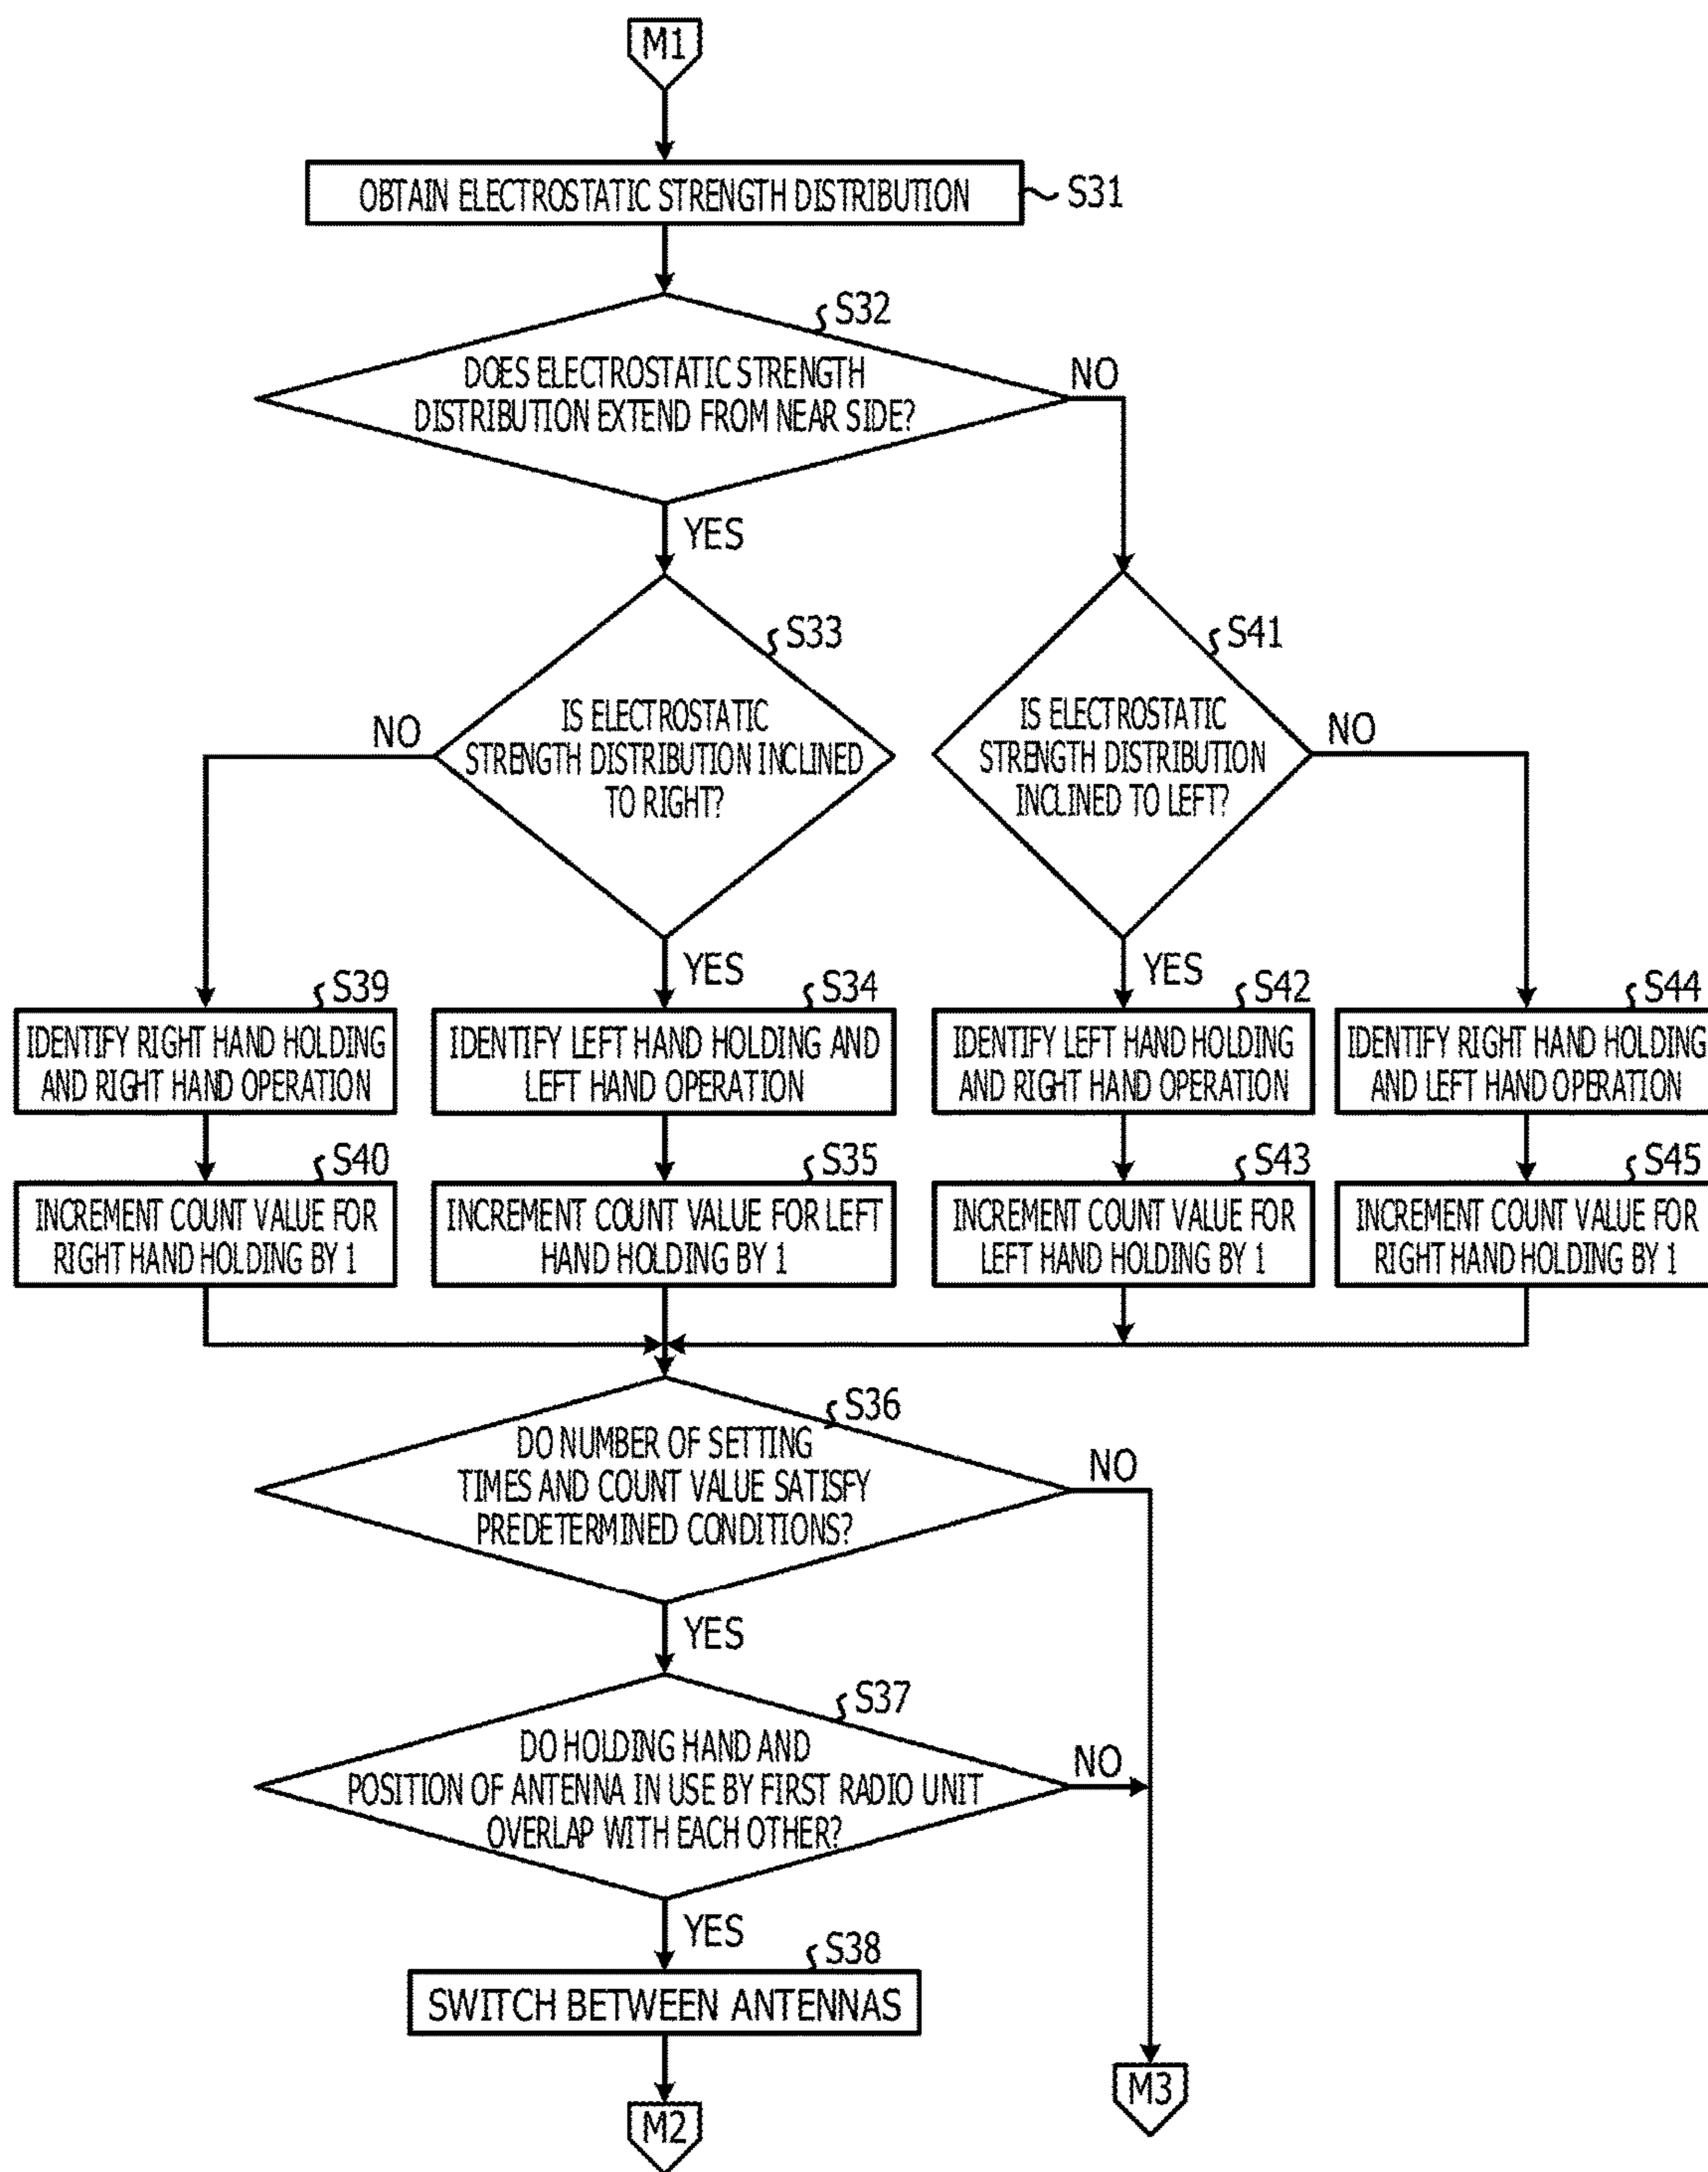 M1
OBTAIN ELECTROSTATIC STRENGTH DISTRIBUTION
S31
S32
DOES ELECTROSTATIC STRENGTH
DISTRIBUTION EXTEND FROM NEAR SIDE?
NO
YES
S33
IS ELECTROSTATIC
STRENGTH DISTRIBUTION INCLINED
TO RIGHT?
NO
YES
S41
IS ELECTROSTATIC
STRENGTH DISTRIBUTION
INCLINED TO LEFT?
NO
YES
S39
IDENTIFY RIGHT HAND HOLDING
AND RIGHT HAND OPERATION
S34
IDENTIFY LEFT HAND HOLDING AND
LEFT HAND OPERATION
S42
IDENTIFY LEFT HAND HOLDING
AND RIGHT HAND OPERATION
S44
IDENTIFY RIGHT HAND HOLDING
AND LEFT HAND OPERATION
S40
INCREMENT COUNT VALUE FOR
RIGHT HAND HOLDING BY 1
S35
INCREMENT COUNT VALUE FOR LEFT
HAND HOLDING BY 1
S43
INCREMENT COUNT VALUE FOR
LEFT HAND HOLDING BY 1
S45
INCREMENT COUNT VALUE FOR
RIGHT HAND HOLDING BY 1
S36
DO NUMBER OF SETTING
TIMES AND COUNT VALUE SATISFY
PREDETERMINED CONDITIONS?
NO
YES
S37
DO HOLDING HAND AND
POSITION OF ANTENNA IN USE BY FIRST RADIO UNIT
OVERLAP WITH EACH OTHER?
NO
YES
S38
SWITCH BETWEEN ANTENNAS
M3
M2